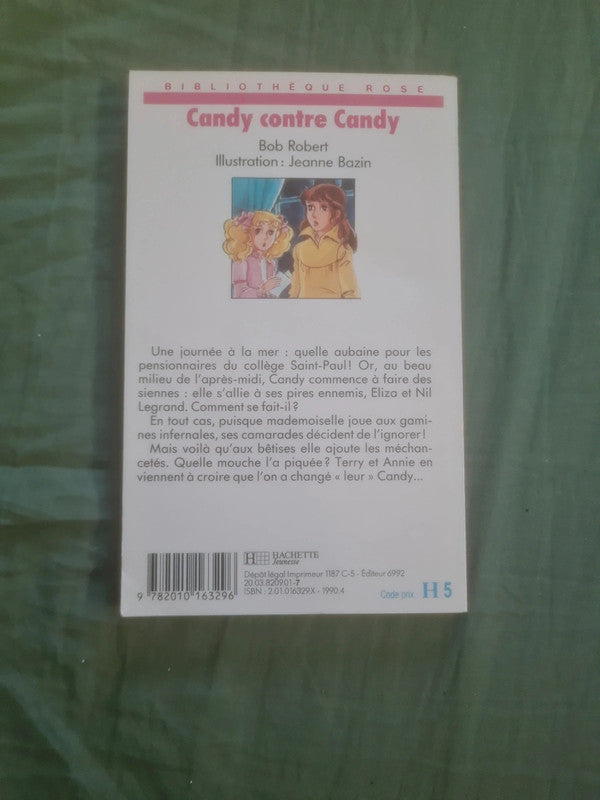 BIBLIOTHÈQUE ROSE
Candy contre Candy
Bob Robert
Illustration : Jeanne Bazin
Une journée à la mer : quelle aubaine pour les
pensionnaires du collège Saint-Paul ! Or, au beau
milieu de l'après-midi, Candy commence à faire des
siennes : elle s'allie à ses pires ennemis, Eliza et Nil
Legrand. Comment se fait-il ?
En tout cas, puisque mademoiselle joue aux gami-
nes infernales, ses camarades décident de l'ignorer !
Mais voilà qu'aux bêtises elle ajoute les méchan-
cetés. Quelle mouche l'a piquée ? Terry et Annie en
viennent à croire que l'on a changé « leur » Candy...
H HACHETTE
Jeunesse
Dépôt légal Imprimeur 1187 C-5 - Éditeur 6992
20.03.8209.01-7
ISBN : 2.01.016329.X - 1990.4
9 782010 163296
Code prix H 5